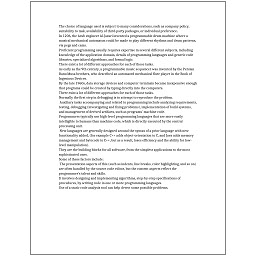 The choice of language used is subject to many considerations, such as company policy,
suitability to task, availability of third-party packages, or individual preference.
In 1206, the Arab engineer Al-Jazari invented a programmable drum machine where a
musical mechanical automaton could be made to play different rhythms and drum patterns,
via pegs and cams.
Proficient programming usually requires expertise in several different subjects, including
knowledge of the application domain, details of programming languages and generic code
libraries, specialized algorithms, and formal logic.
There exist a lot of different approaches for each of those tasks.
As early as the 9th century, a programmable music sequencer was invented by the Persian
Banu Musa brothers, who described an automated mechanical flute player in the Book of
Ingenious Devices.
By the late 1960s, data storage devices and computer terminals became inexpensive enough
that programs could be created by typing directly into the computers.
There exist a lot of different approaches for each of those tasks.
Normally the first step in debugging is to attempt to reproduce the problem.
Auxiliary tasks accompanying and related to programming include analyzing requirements,
testing, debugging (investigating and fixing problems), implementation of build systems,
and management of derived artifacts, such as programs' machine code.
Programmers typically use high-level programming languages that are more easily
intelligible to humans than machine code, which is directly executed by the central
processing unit.
New languages are generally designed around the syntax of a prior language with new
functionality added, (for example C++ adds object-orientation to C, and Java adds memory
management and bytecode to C++, but as a result, loses efficiency and the ability for low-
level manipulation).
They are the building blocks for all software, from the simplest applications to the most
sophisticated ones.
Some of these factors include:
The presentation aspects of this (such as indents, line breaks, color highlighting, and so on)
are often handled by the source code editor, but the content aspects reflect the
programmer's talent and skills.
It involves designing and implementing algorithms, step-by-step specifications of
procedures, by writing code in one or more programming languages.
Use of a static code analysis tool can help detect some possible problems.